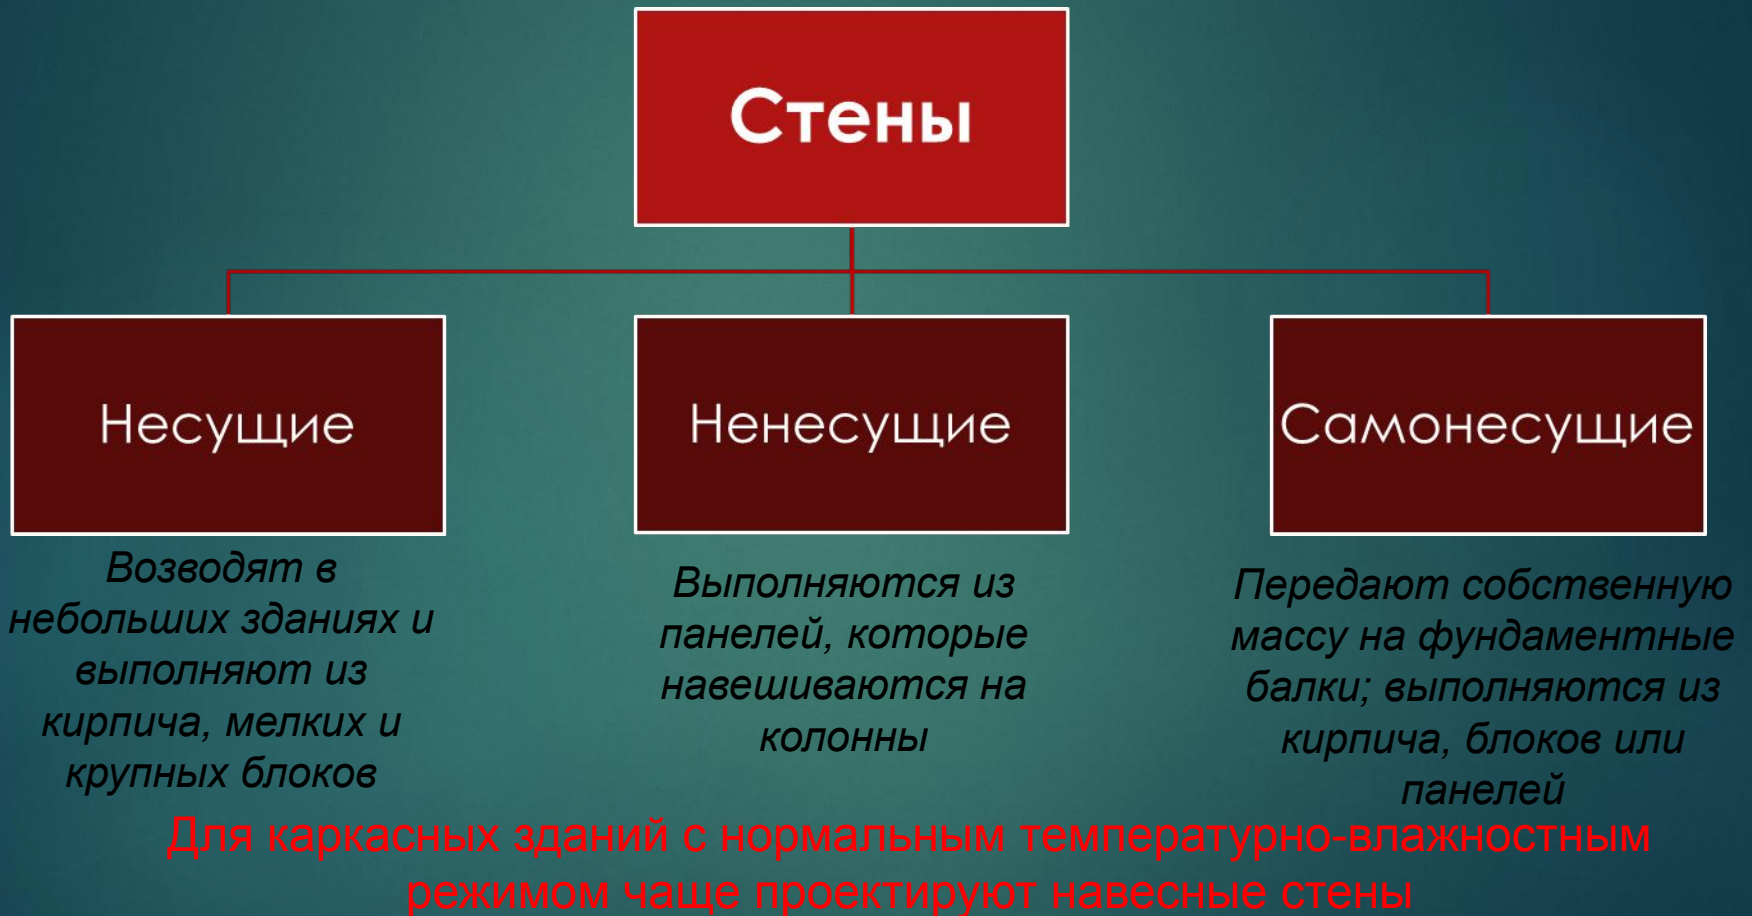 Стены
Несущие
Ненесущие
Самонесущие
Возводят в
небольших зданиях и
выполняют из
кирпича, мелких и
крупных блоков
Выполняются из
панелей, которые
навешиваются на
колонны
Передают собственную
массу на фундаментные
балки; выполняются из
кирпича, блоков или
панелей
Для каркасных зданий с нормальным температурно-влажностным
режимом чаще проектируют навесные стены